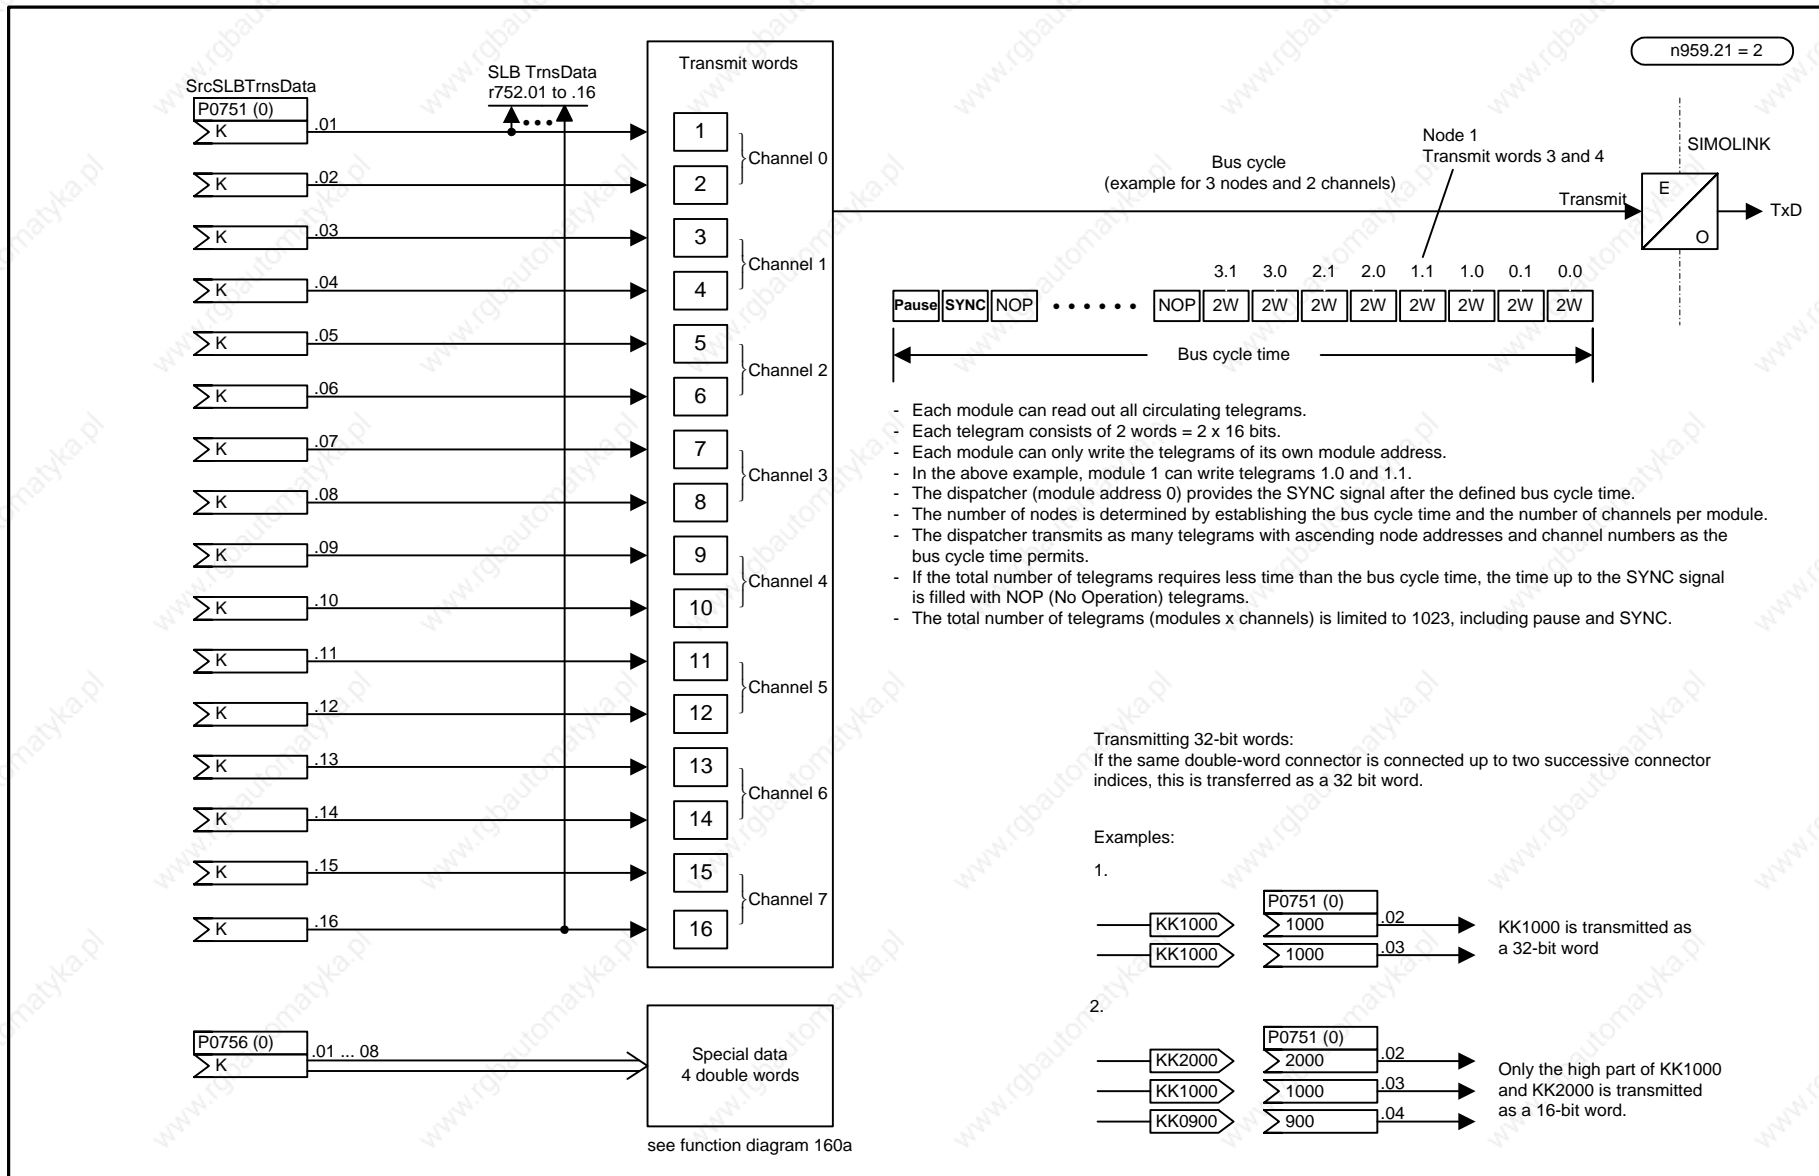 n959.21 = 2
SrcSLBTrnsData
P0751 (0)
SLB TrnsData
r752.01 to .16
Transmit words
K .01 1
Channel 0
K .02 2
K .03 3
Channel 1
K .04 4
K .05 5
Channel 2
K .06 6
K .07 7
Channel 3
K .08 8
K .09 9
Channel 4
K .10 10
K .11 11
Channel 5
K .12 12
K .13 13
Channel 6
K .14 14
K .15 15
Channel 7
K .16 16
P0756 (0)
K .01 ... 08
Special data
4 double words
see function diagram 160a
Bus cycle
(example for 3 nodes and 2 channels)
Node 1
Transmit words 3 and 4
SIMOLINK
Transmit
E
O
TxD
3.1 3.0 2.1 2.0 1.1 1.0 0.1 0.0
Pause SYNC NOP NOP 2W 2W 2W 2W 2W 2W 2W 2W
Bus cycle time
- Each module can read out all circulating telegrams.
- Each telegram consists of 2 words = 2 x 16 bits.
- Each module can only write the telegrams of its own module address.
- In the above example, module 1 can write telegrams 1.0 and 1.1.
- The dispatcher (module address 0) provides the SYNC signal after the defined bus cycle time.
- The number of nodes is determined by establishing the bus cycle time and the number of channels per module.
- The dispatcher transmits as many telegrams with ascending node addresses and channel numbers as the
bus cycle time permits.
- If the total number of telegrams requires less time than the bus cycle time, the time up to the SYNC signal
is filled with NOP (No Operation) telegrams.
- The total number of telegrams (modules x channels) is limited to 1023, including pause and SYNC.
Transmitting 32-bit words:
If the same double-word connector is connected up to two successive connector
indices, this is transferred as a 32 bit word.
Examples:
1.
P0751 (0)
KK1000 1000 .02
KK1000 1000 .03
KK1000 is transmitted as
a 32-bit word
2.
P0751 (0)
KK2000 2000 .02
KK1000 1000 .03
KK0900 900 .04
Only the high part of KK1000
and KK2000 is transmitted
as a 16-bit word.
www.rgbautomatyka.pl